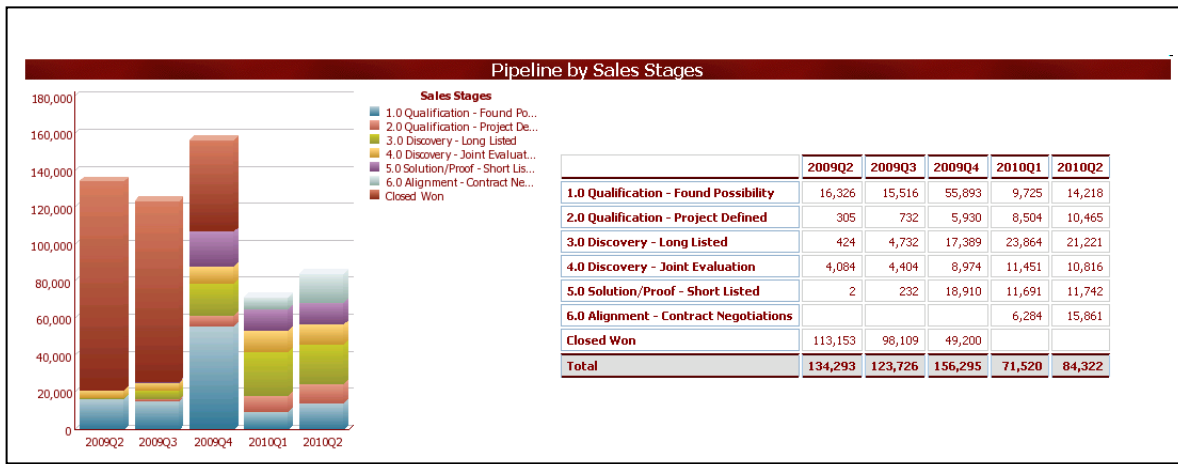 Pipeline by Sales Stages
180,000
160,000
140,000
120,000
100,000
80,000
60,000
40,000
20,000
0
2009Q2 2009Q3 2009Q4 2010Q1 2010Q2
Sales Stages
1.0 Qualification - Found Po...
2.0 Qualification - Project De...
3.0 Discovery - Long Listed
4.0 Discovery - Joint Evaluat...
5.0 Solution/Proof - Short Lis...
6.0 Alignment - Contract Ne...
Closed Won
2009Q2 2009Q3 2009Q4 2010Q1 2010Q2
1.0 Qualification - Found Possibility 16,326 15,516 55,893 9,725 14,218
2.0 Qualification - Project Defined 305 732 5,930 8,504 10,465
3.0 Discovery - Long Listed 424 4,732 17,389 23,864 21,221
4.0 Discovery - Joint Evaluation 4,084 4,404 8,974 11,451 10,816
5.0 Solution/Proof - Short Listed 2 232 18,910 11,691 11,742
6.0 Alignment - Contract Negotiations 6,284 15,861
Closed Won 113,153 98,109 49,200
Total 134,293 123,726 156,295 71,520 84,322